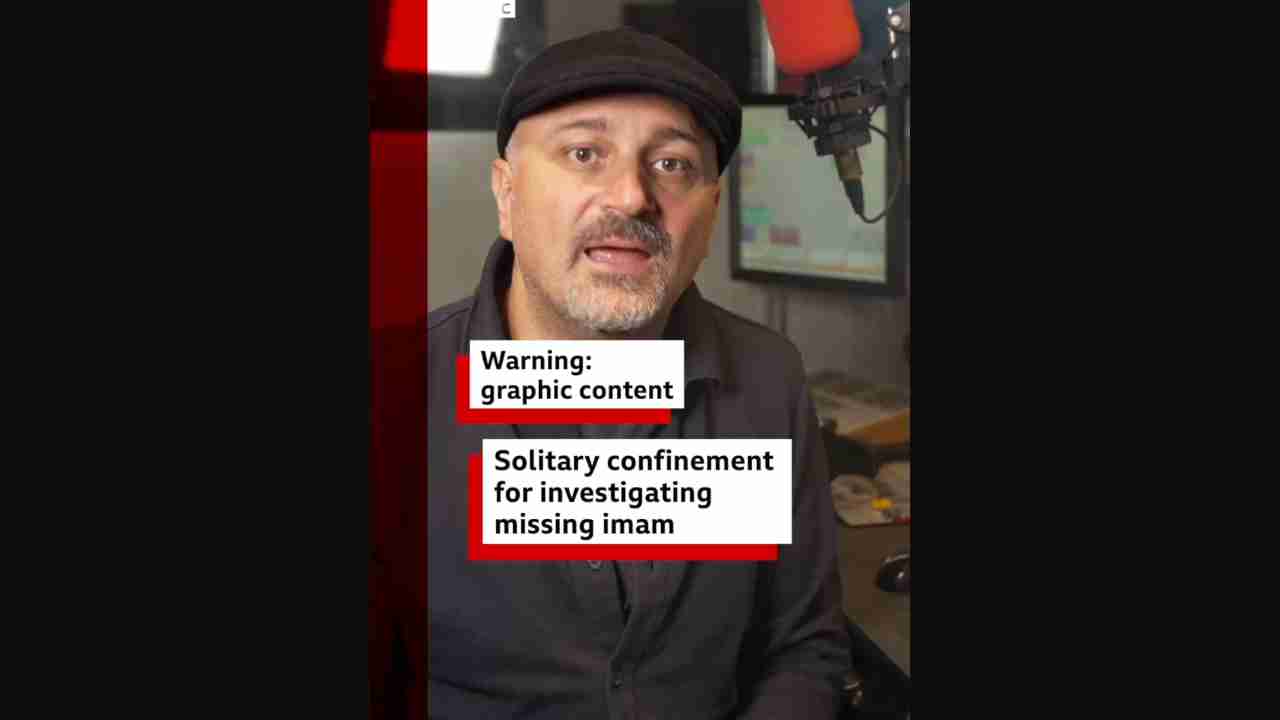 C
Warning:
graphic content
Solitary confinement
for investigating
missing imam